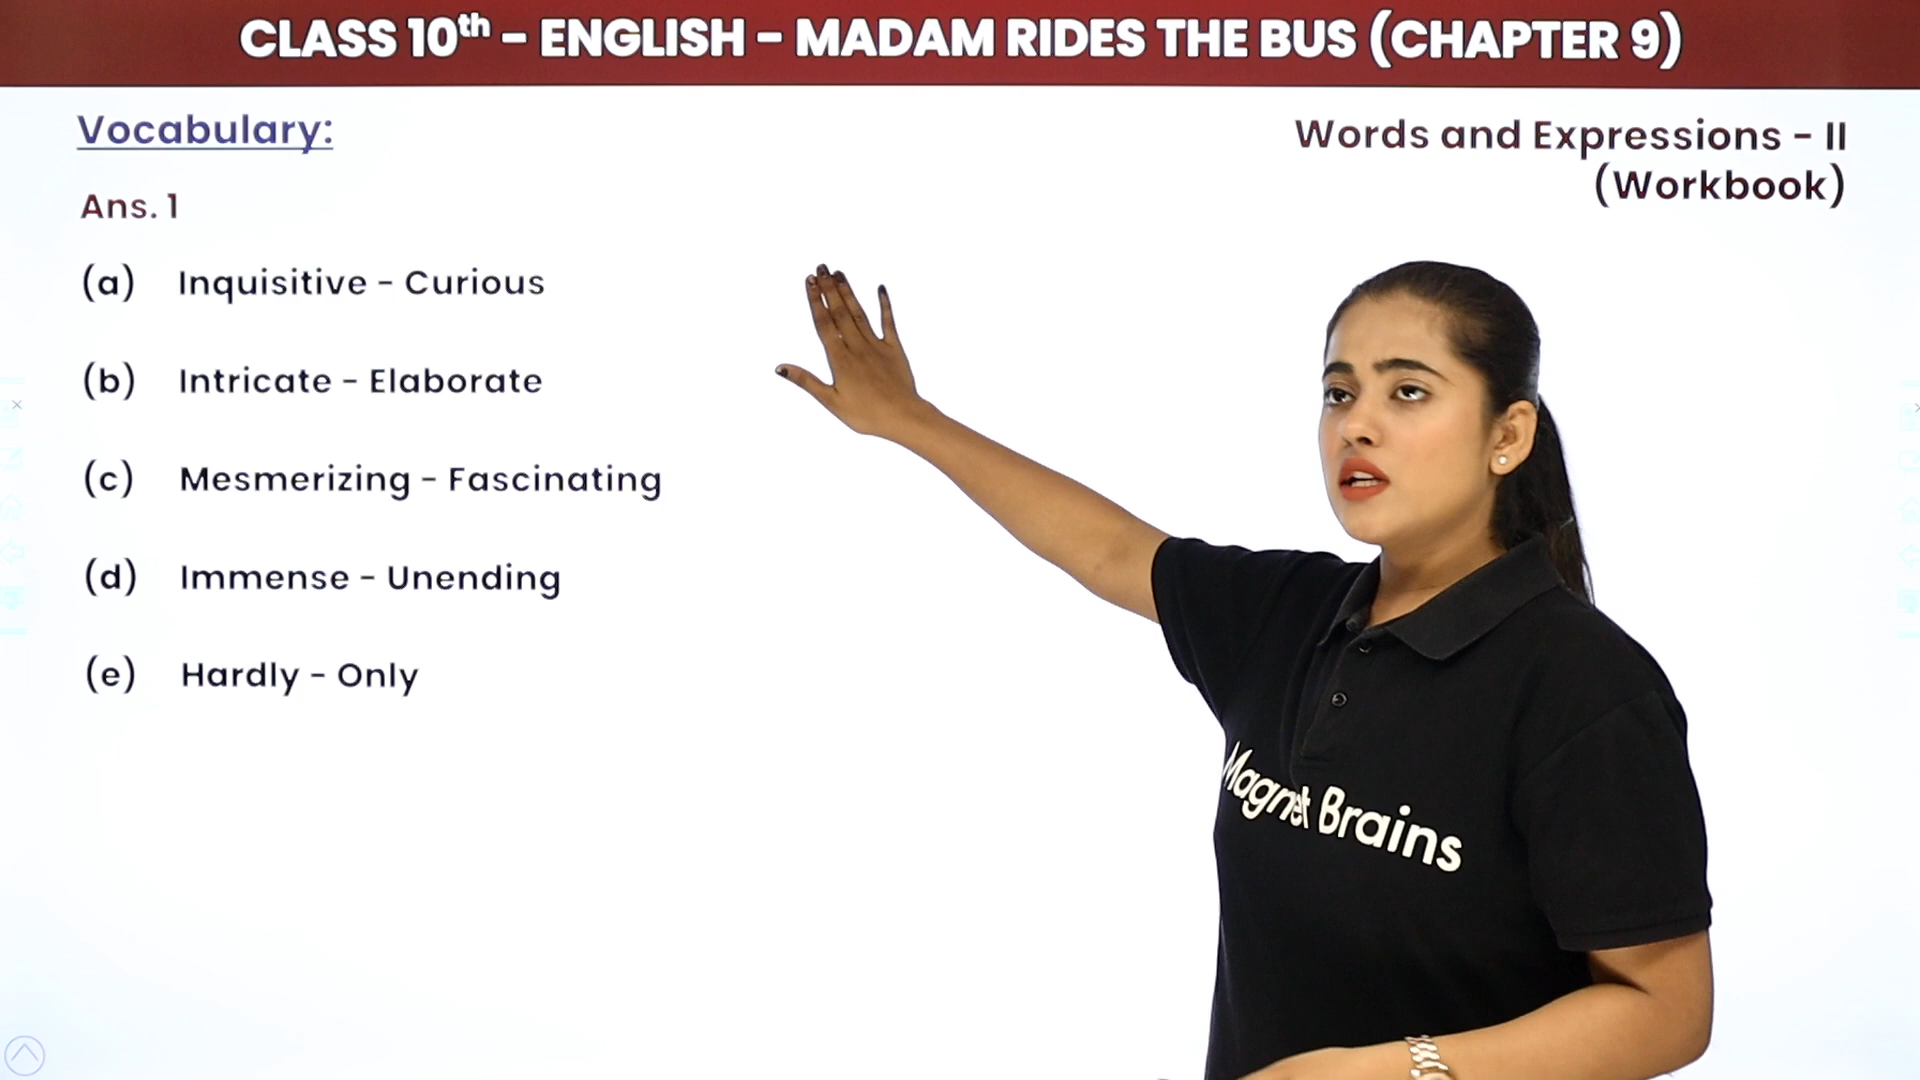 CLASS 10th - ENGLISH - MADAM RIDES THE BUS (CHAPTER 9)
Vocabulary:
Words and Expressions - II
(Workbook)
Ans. 1
(a) Inquisitive - Curious
(b) Intricate - Elaborate
(c) Mesmerizing - Fascinating
(d) Immense - Unending
(e) Hardly - Only
Magnet Brains